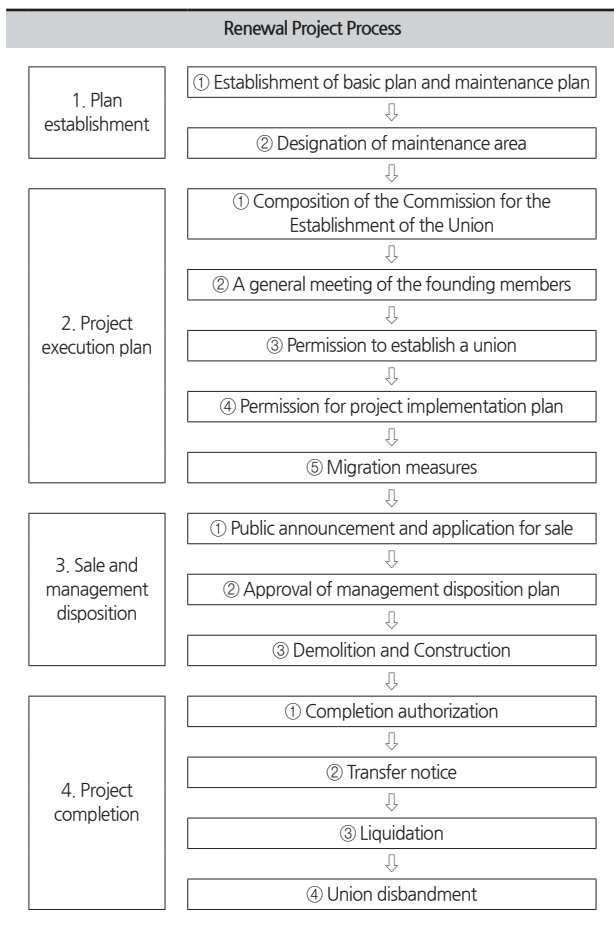 Renewal Project Process
1. Plan
establishment
① Establishment of basic plan and maintenance plan
⇩
② Designation of maintenance area
⇩
2. Project
execution plan
① Composition of the Commission for the
Establishment of the Union
⇩
② A general meeting of the founding members
⇩
③ Permission to establish a union
⇩
④ Permission for project implementation plan
⇩
⑤ Migration measures
⇩
3. Sale and
management
disposition
① Public announcement and application for sale
⇩
② Approval of management disposition plan
⇩
③ Demolition and Construction
⇩
4. Project
completion
① Completion authorization
⇩
② Transfer notice
⇩
③ Liquidation
⇩
④ Union disbandment